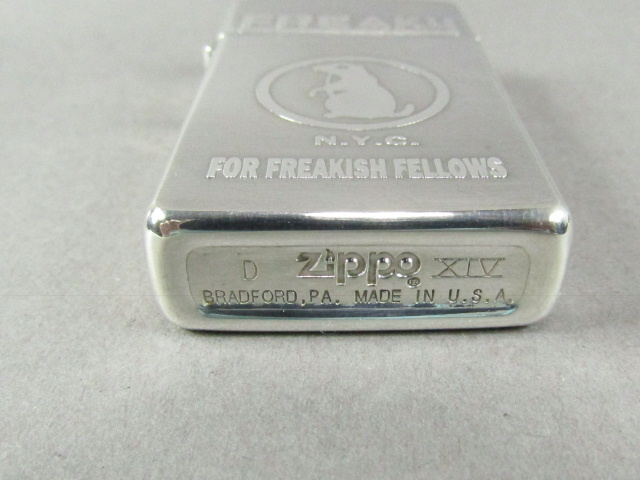 N.Y.C.
FOR FREAKISH FELLOWS
D Zippo® XIV
BRADFORD, PA. MADE IN U.S.A.